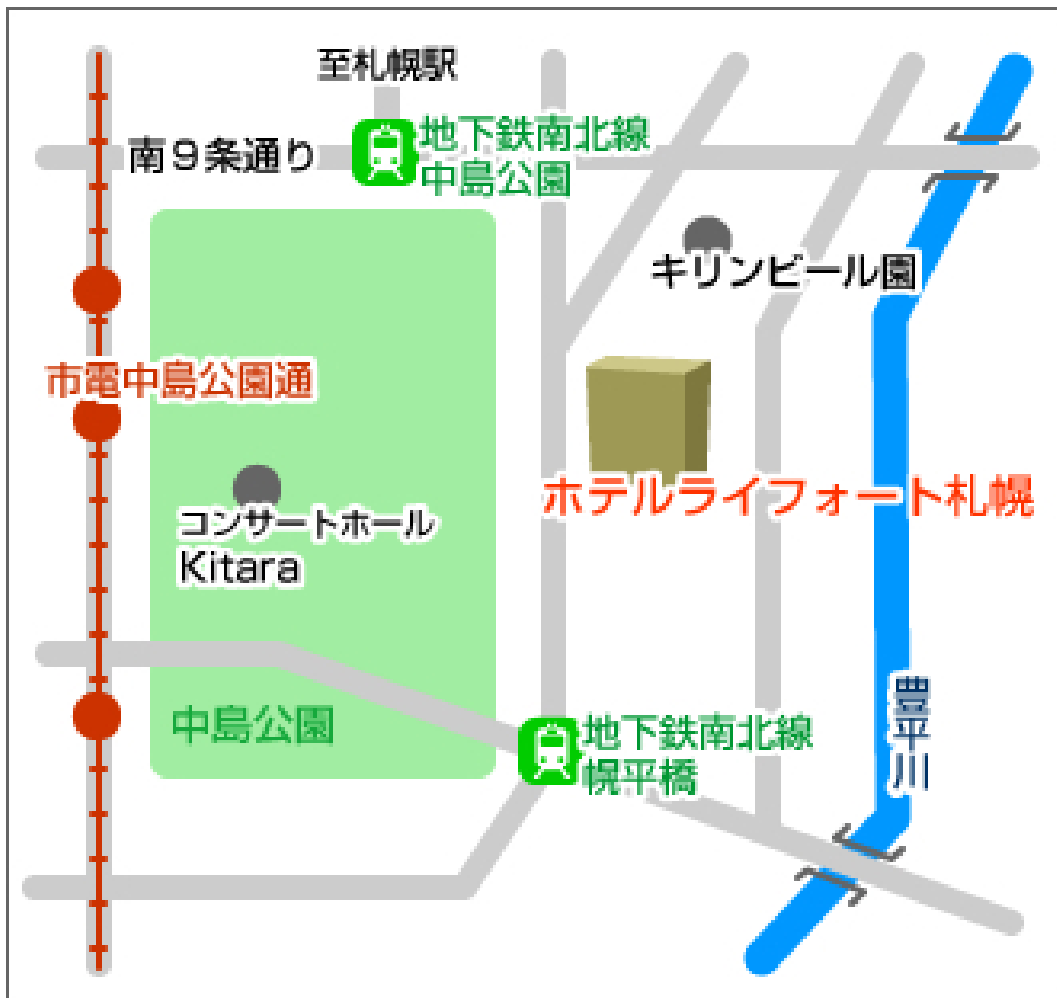 至札幌駅
南9条通り
地下鉄南北線
中島公園
キリンビール園
市電中島公園通
ホテルライフォート札幌
コンサートホール
Kitara
中島公園
地下鉄南北線
幌平橋
豊平川